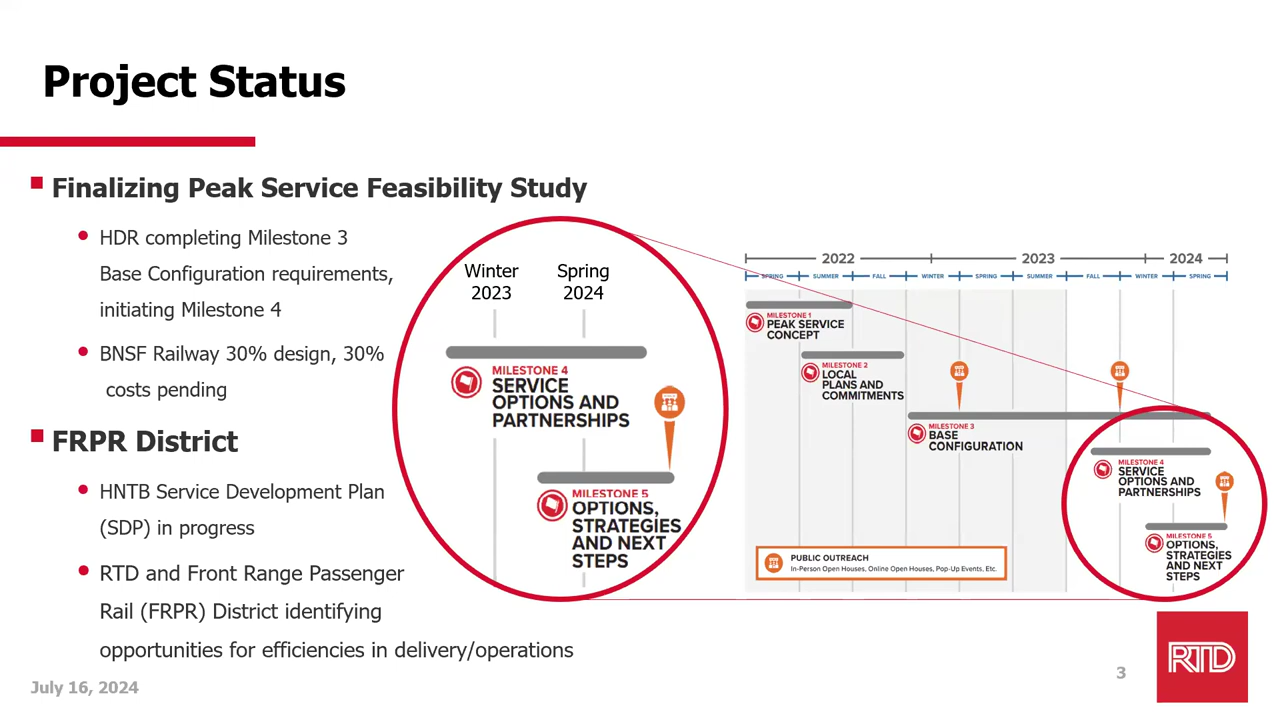 Project Status
Finalizing Peak Service Feasibility Study
HDR completing Milestone 3
Base Configuration requirements,
initiating Milestone 4
BNSF Railway 30% design, 30%
costs pending
FRPR District
HNTB Service Development Plan
(SDP) in progress
RTD and Front Range Passenger
Rail (FRPR) District identifying
opportunities for efficiencies in delivery/operations
July 16, 2024
Winter
2023
Spring
2024
MILESTONE 4
SERVICE
OPTIONS AND
PARTNERSHIPS
MILESTONE 5
OPTIONS,
STRATEGIES
AND NEXT
STEPS
2022 2023 2024
SPRING SUMMER FALL WINTER SPRING SUMMER FALL WINTER SPRING
MILESTONE 1
PEAK SERVICE
CONCEPT
MILESTONE 2
LOCAL
PLANS AND
COMMITMENTS
MILESTONE 3
BASE
CONFIGURATION
MILESTONE 4
SERVICE
OPTIONS AND
PARTNERSHIPS
MILESTONE 5
OPTIONS,
STRATEGIES
AND NEXT
STEPS
PUBLIC OUTREACH
In-Person Open Houses, Online Open Houses, Pop-Up Events, Etc.
3
RTD